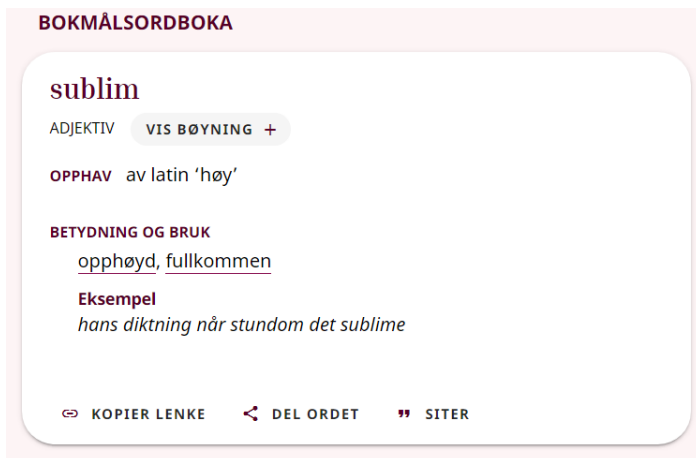 BOKMÅLSORDBOKA
sublim
ADJEKTIV VIS BØYNING +
OPPHAV av latin ‘høy’
BETYDNING OG BRUK
opphøyd, fullkommen
Eksempel
hans diktning når stundom det sublime
KOPIER LENKE DEL ORDET SITER